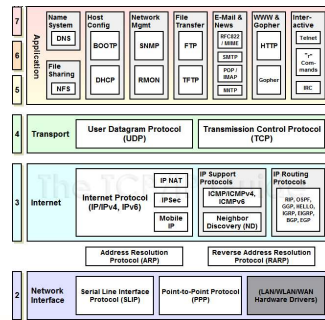 7
6
5
Application
Name System
DNS
File Sharing
NFS
Host Config
BOOTP
DHCP
Network Mgmt
SNMP
RMON
File Transfer
FTP
TFTP
E-Mail & News
RFC822 / MIME
SMTP
POP / IMAP
NNTP
WWW & Gopher
HTTP
Gopher
Inter-active
Telnet
"r" Com-mands
IRC
4
Transport
User Datagram Protocol
(UDP)
Transmission Control Protocol
(TCP)
3
Internet
Internet Protocol
(IP/IPv4, IPv6)
IP NAT
IPSec
Mobile IP
IP Support
Protocols
ICMP/ICMPv4,
ICMPv6
Neighbor
Discovery (ND)
IP Routing
Protocols
RIP, OSPF,
GGP, HELLO,
IGRP, EIGRP,
BGP, EGP
Address Resolution
Protocol (ARP)
Reverse Address Resolution
Protocol (RARP)
2
Network
Interface
Serial Line Interface
Protocol (SLIP)
Point-to-Point Protocol
(PPP)
(LAN/WLAN/WAN
Hardware Drivers)